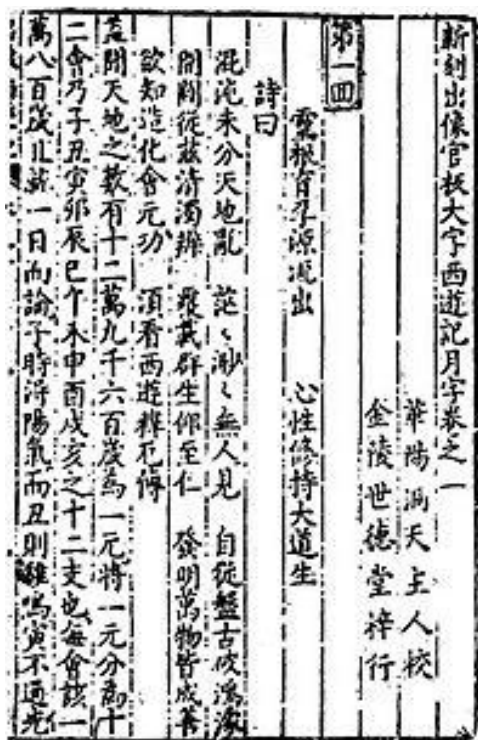 新刻出像官板大字西遊記月字卷之一
華陽洞天主人校
金陵世德堂梓行
第一回
靈根育孕源流出 心性修持大道生
詩曰
混沌未分天地亂 茫〻渺〻無人見 自從盤古破鴻濛
開闢從茲清濁辨 覆載群生仰至仁 發明萬物皆成善
欲知造化會元功 須看西遊釋厄傳
蓋聞天地之數有十二萬九千六百歲為一元將一元分為十
二會乃子丑寅卯辰巳午未申酉戌亥之十二支也每會該一
萬八百歲且就一日而論子時得陽氣而丑則雞鳴寅不通光